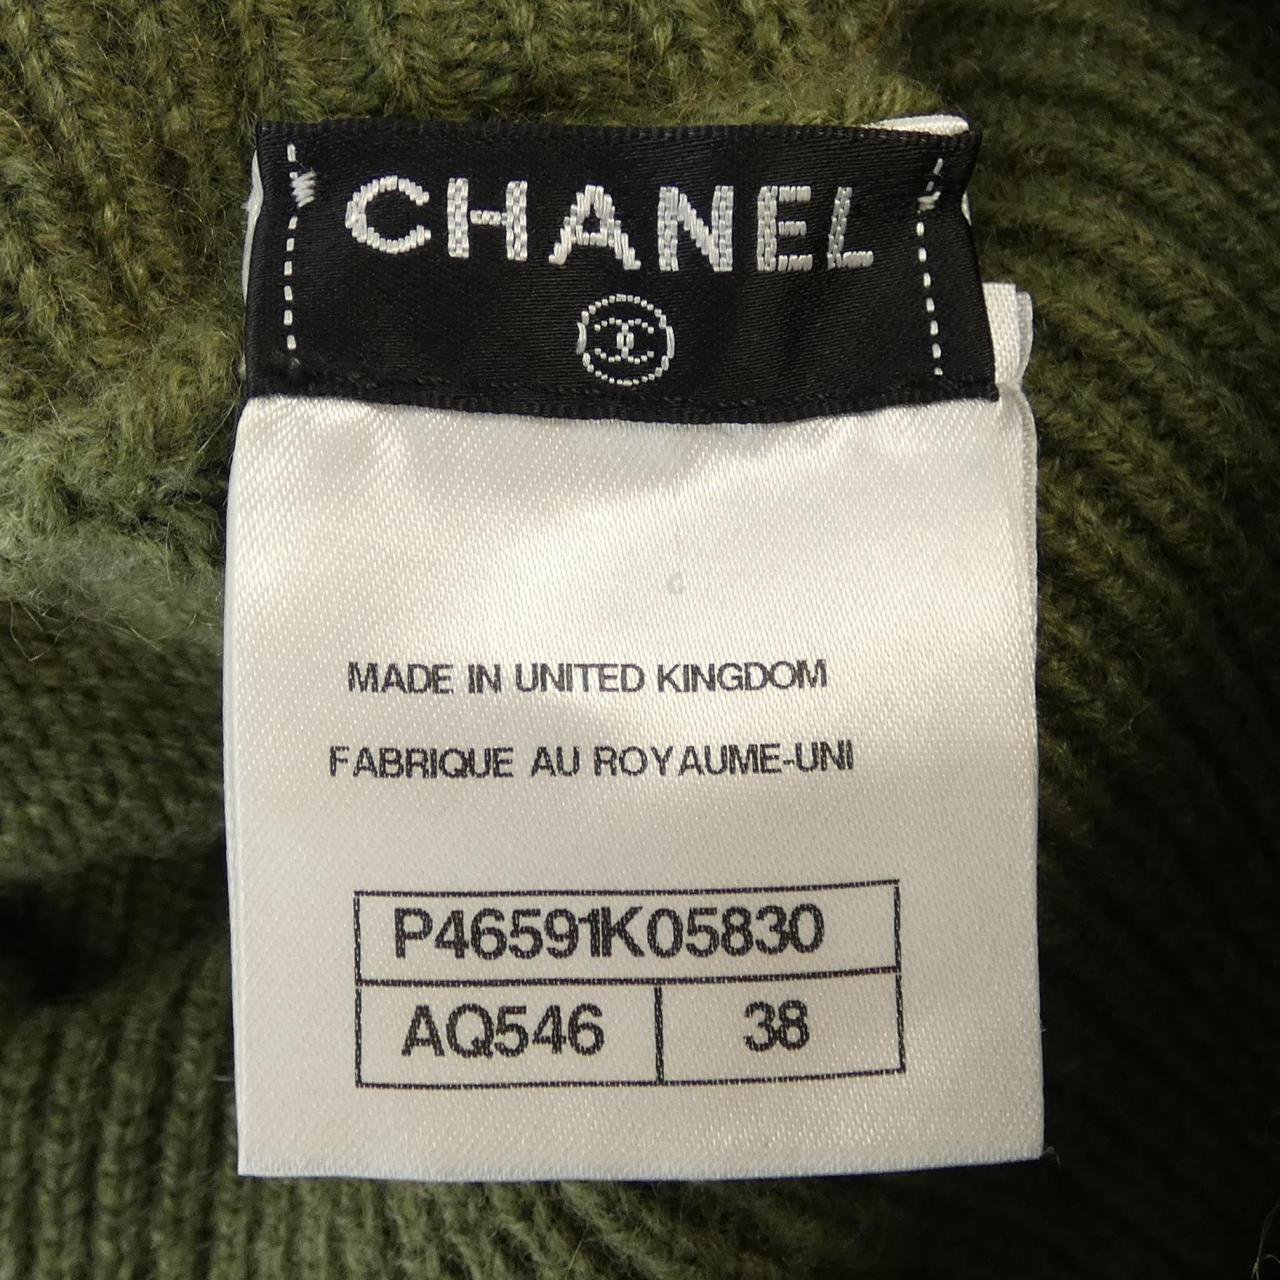 CHANEL
MADE IN UNITED KINGDOM
FABRIQUE AU ROYAUME-UNI
P46591K05830
AQ546 38